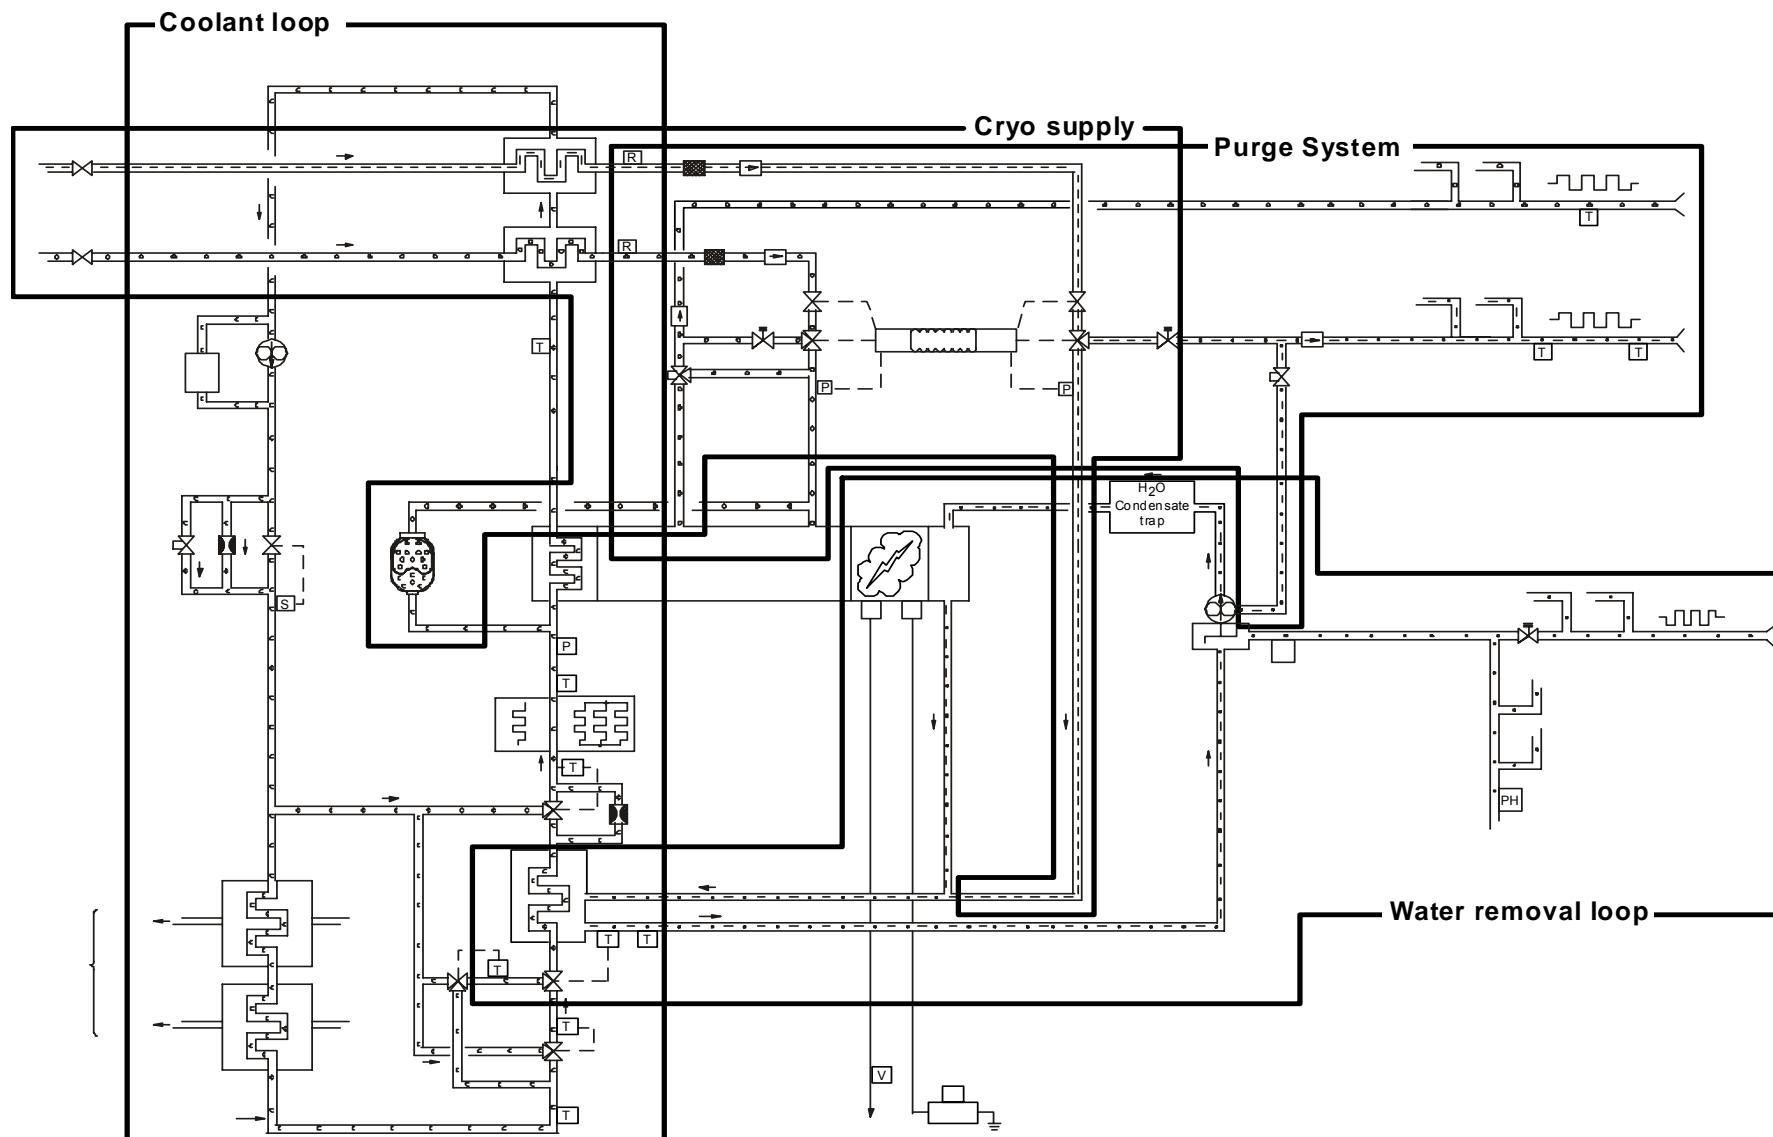 Coolant loop
Cryo supply
Purge System
R
T
R
T
T
T
P
P
H2O
Condensate
trap
S
P
T
T
PH
Water removal loop
T
T
T
T
V
T